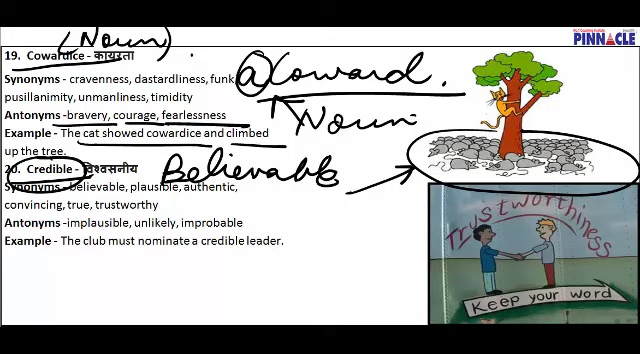 (Noun)
PINNACLE
19. Cowardice - कायरता
Synonyms - cravenness, dastardliness, funk
pusillanimity, unmanliness, timidity
Antonyms -bravery, courage, fearlessness
Example - The cat showed cowardice and climbed
up the tree.
a Coward.
Noun
20. Credible - विश्वसनीय
Believable
Synonyms - believable, plausible, authentic,
convincing, true, trustworthy
Antonyms -implausible, unlikely, improbable
Example - The club must nominate a credible leader.
Trustworthiness
Keep your word